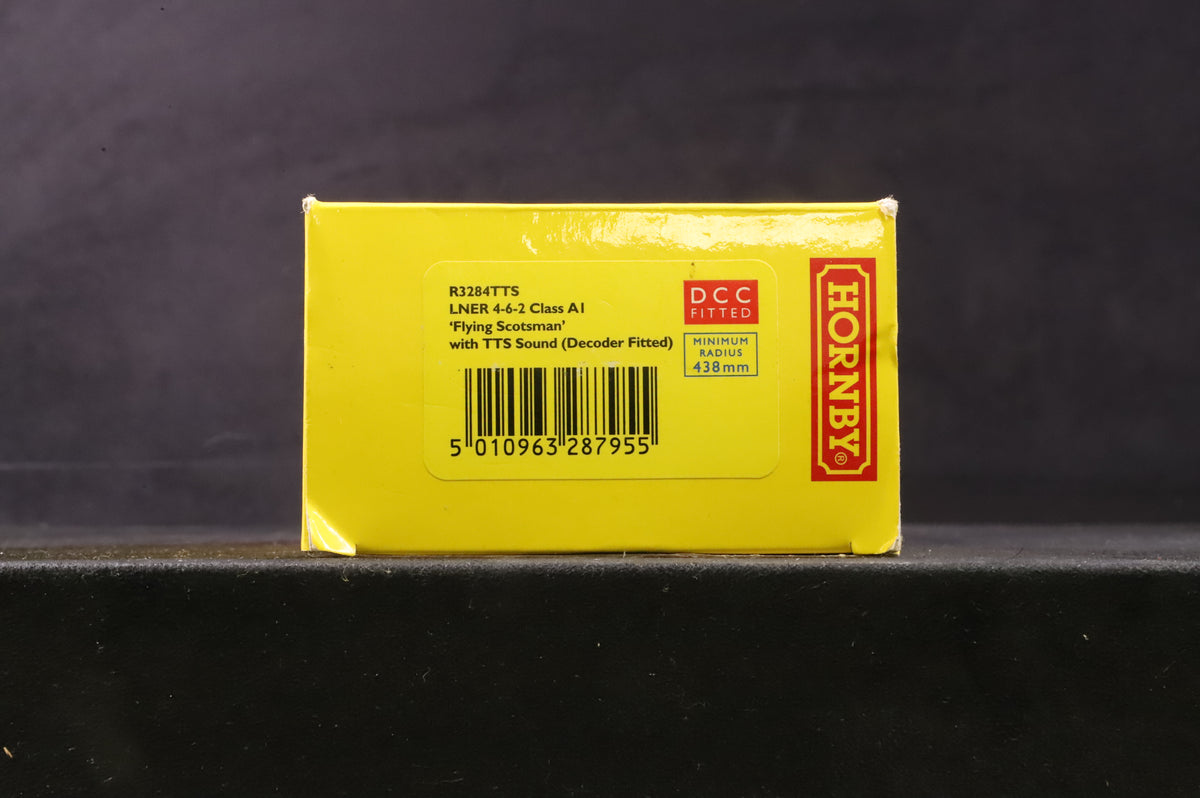 R3284TTS
LNER 4-6-2 Class A1
‘Flying Scotsman’
with TTS Sound (Decoder Fitted)
5 010963 287955
DCC
FITTED
MINIMUM
RADIUS
438mm
HORNBY®